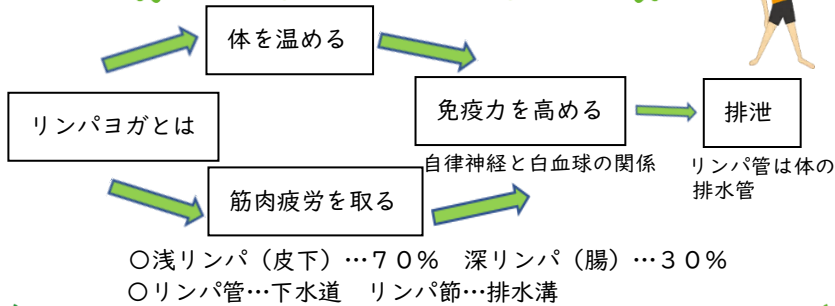 体を温める
リンパヨガとは
免疫力を高める
排泄
自律神経と白血球の関係
リンパ管は体の
排水管
筋肉疲労を取る
〇浅リンパ（皮下）…７０％　深リンパ（腸）…３０％
〇リンパ管…下水道　リンパ節…排水溝